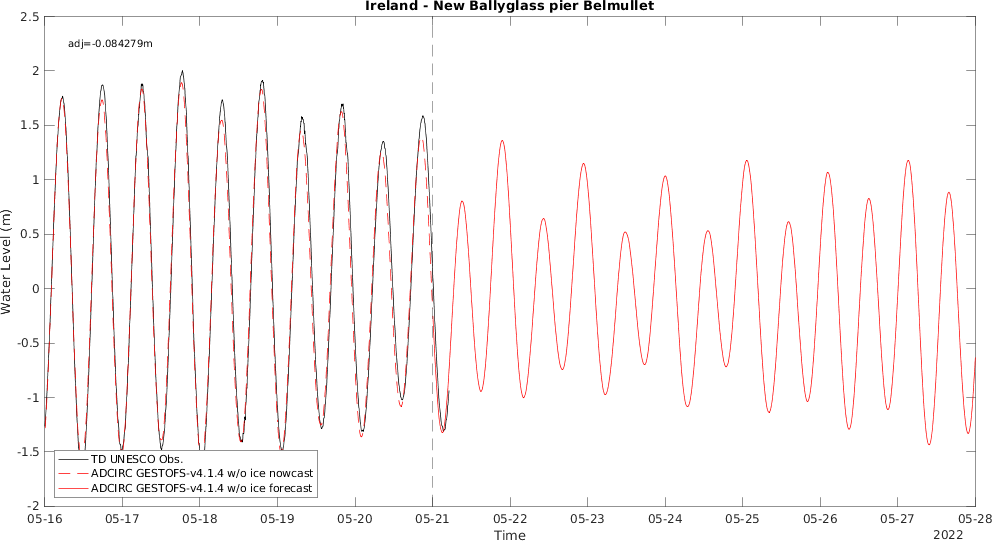 Ireland - New Ballyglass pier Belmullet
adj=-0.084279m
Water Level (m)
2.5
2
1.5
1
0.5
0
-0.5
-1
-1.5
-2
TD UNESCO Obs.
ADCIRC GESTOFS-v4.1.4 w/o ice nowcast
ADCIRC GESTOFS-v4.1.4 w/o ice forecast
05-16 05-17 05-18 05-19 05-20 05-21 05-22 05-23 05-24 05-25 05-26 05-27 05-28
Time
2022